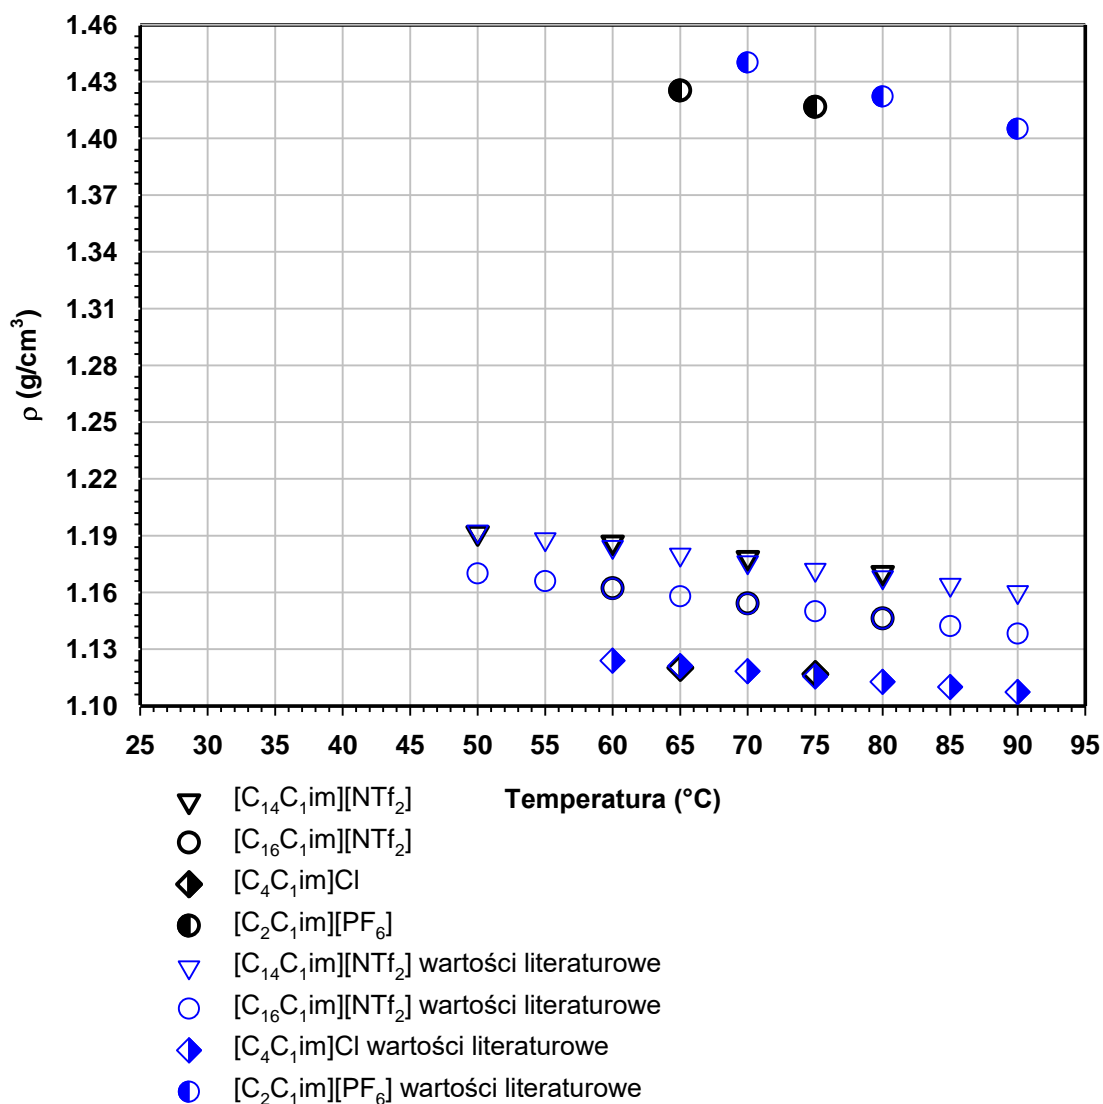 1.46
1.43
1.40
1.37
1.34
1.31
1.28
1.25
1.22
1.19
1.16
1.13
1.10
ρ (g/cm³)
25 30 35 40 45 50 55 60 65 70 75 80 85 90 95
Temperatura (°C)
[C₁₄C₁im][NTf₂]
[C₁₆C₁im][NTf₂]
[C₄C₁im]Cl
[C₂C₁im][PF₆]
[C₁₄C₁im][NTf₂] wartości literaturowe
[C₁₆C₁im][NTf₂] wartości literaturowe
[C₄C₁im]Cl wartości literaturowe
[C₂C₁im][PF₆] wartości literaturowe